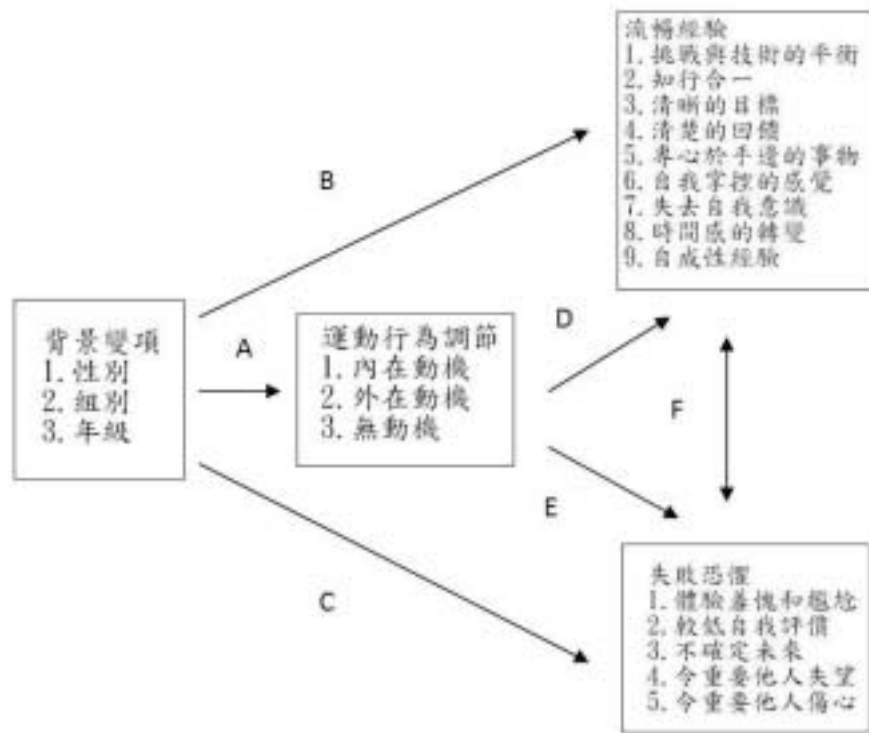 流暢經驗
1.挑戰與技術的平衡
2.知行合一
3.清晰的目標
4.清楚的回饋
5.專心於手邊的事物
6.自我掌控的感覺
7.失去自我意識
8.時間感的轉變
9.自成性經驗
B
背景變項
1.性別
2.組別
3.年級
A
運動行為調節
1.內在動機
2.外在動機
3.無動機
D
F
E
C
失敗恐懼
1.體驗羞愧和尷尬
2.較低自我評價
3.不確定未來
4.令重要他人失望
5.令重要他人傷心